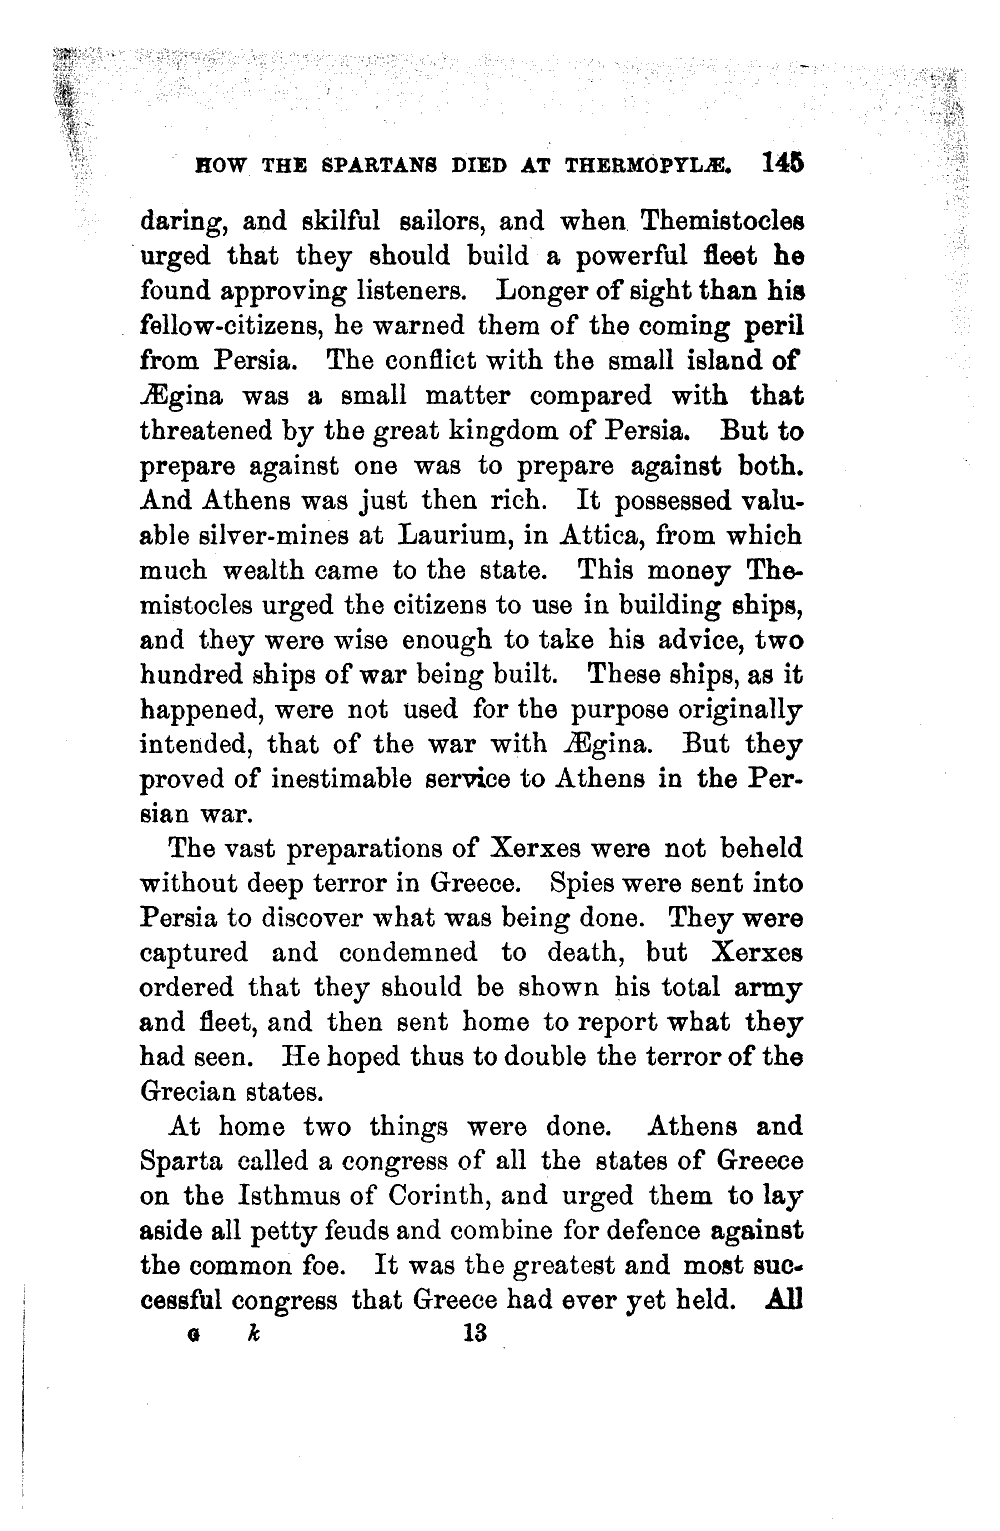 HOW THE SPARTANS DIED AT THERMOPYLÆ. 145
daring, and skilful sailors, and when Themistocles
urged that they should build a powerful fleet he
found approving listeners. Longer of sight than his
fellow-citizens, he warned them of the coming peril
from Persia. The conflict with the small island of
Ægina was a small matter compared with that
threatened by the great kingdom of Persia. But to
prepare against one was to prepare against both.
And Athens was just then rich. It possessed valu-
able silver-mines at Laurium, in Attica, from which
much wealth came to the state. This money The-
mistocles urged the citizens to use in building ships,
and they were wise enough to take his advice, two
hundred ships of war being built. These ships, as it
happened, were not used for the purpose originally
intended, that of the war with Ægina. But they
proved of inestimable service to Athens in the Per-
sian war.
The vast preparations of Xerxes were not beheld
without deep terror in Greece. Spies were sent into
Persia to discover what was being done. They were
captured and condemned to death, but Xerxes
ordered that they should be shown his total army
and fleet, and then sent home to report what they
had seen. He hoped thus to double the terror of the
Grecian states.
At home two things were done. Athens and
Sparta called a congress of all the states of Greece
on the Isthmus of Corinth, and urged them to lay
aside all petty feuds and combine for defence against
the common foe. It was the greatest and most suc-
cessful congress that Greece had ever yet held. All
G k 13